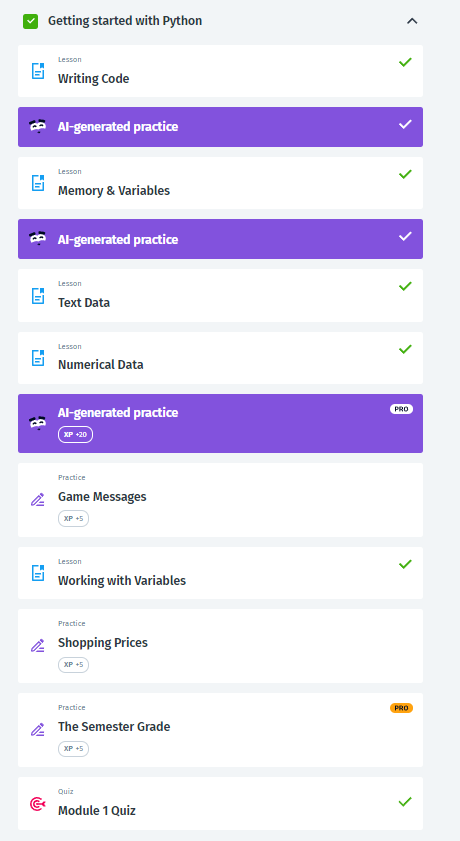 Getting started with Python
Lesson
Writing Code
AI-generated practice
Lesson
Memory & Variables
AI-generated practice
Lesson
Text Data
Lesson
Numerical Data
AI-generated practice
PRO
XP +20
Practice
Game Messages
XP +5
Lesson
Working with Variables
Practice
Shopping Prices
XP +5
Practice
PRO
The Semester Grade
XP +5
Quiz
Module 1 Quiz